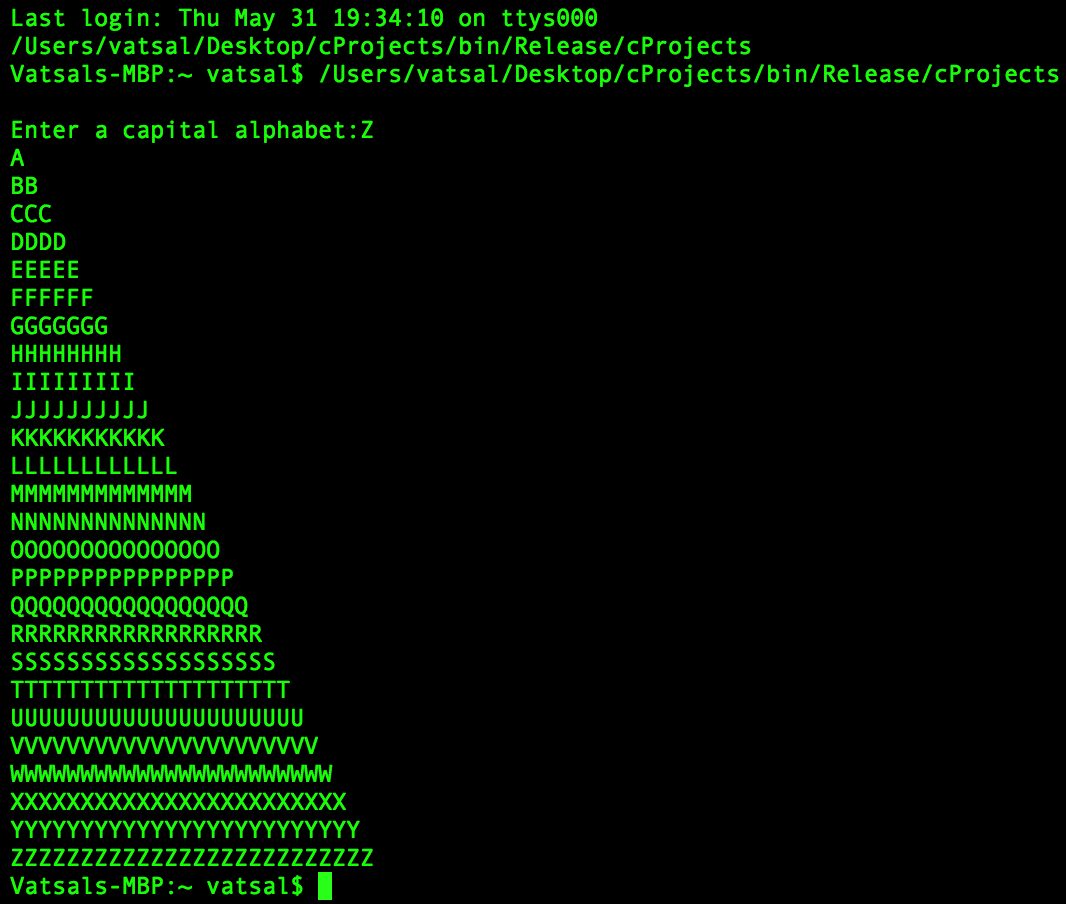 Last login: Thu May 31 19:34:10 on ttys000
/Users/vatsal/Desktop/cProjects/bin/Release/cProjects
Vatsals-MBP:~ vatsal$ /Users/vatsal/Desktop/cProjects/bin/Release/cProjects
Enter a capital alphabet:Z
A
BB
CCC
DDDD
EEEEE
FFFFFF
GGGGGGG
HHHHHHHH
IIIIIIIII
JJJJJJJJJJ
KKKKKKKKKKK
LLLLLLLLLLLL
MMMMMMMMMMMMM
NNNNNNNNNNNNNN
OOOOOOOOOOOOOOO
PPPPPPPPPPPPPPPP
QQQQQQQQQQQQQQQQQ
RRRRRRRRRRRRRRRRRR
SSSSSSSSSSSSSSSSSSS
TTTTTTTTTTTTTTTTTTTT
UUUUUUUUUUUUUUUUUUUUU
VVVVVVVVVVVVVVVVVVVVVV
WWWWWWWWWWWWWWWWWWWWWWW
XXXXXXXXXXXXXXXXXXXXXXXX
YYYYYYYYYYYYYYYYYYYYYYYYY
ZZZZZZZZZZZZZZZZZZZZZZZZZZ
Vatsals-MBP:~ vatsal$